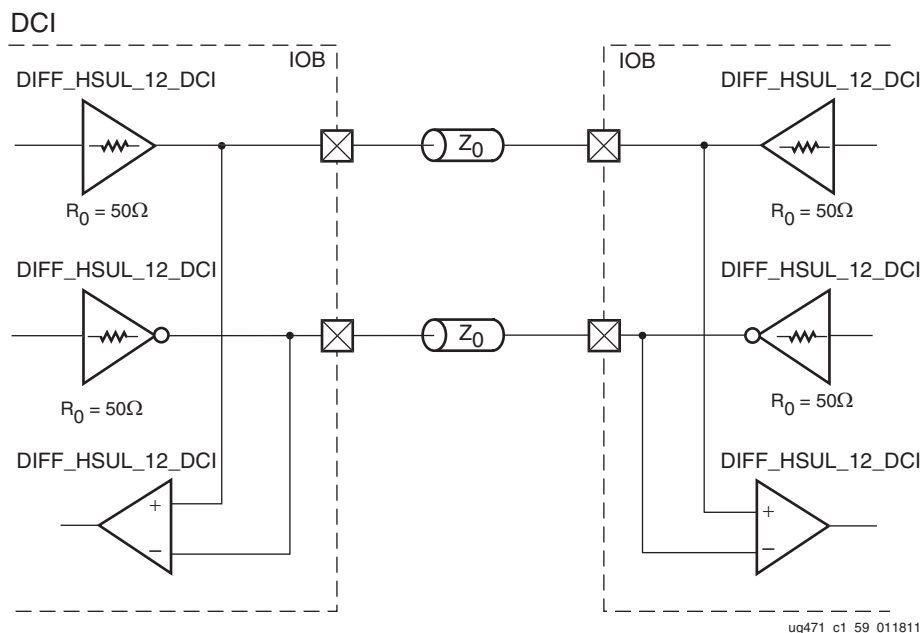 DCI
IOB
IOB
DIFF_HSUL_12_DCI
DIFF_HSUL_12_DCI
Z0
R0 = 50Ω
R0 = 50Ω
DIFF_HSUL_12_DCI
DIFF_HSUL_12_DCI
Z0
R0 = 50Ω
R0 = 50Ω
DIFF_HSUL_12_DCI
DIFF_HSUL_12_DCI
+
–
+
–
ug471_c1_59_011811